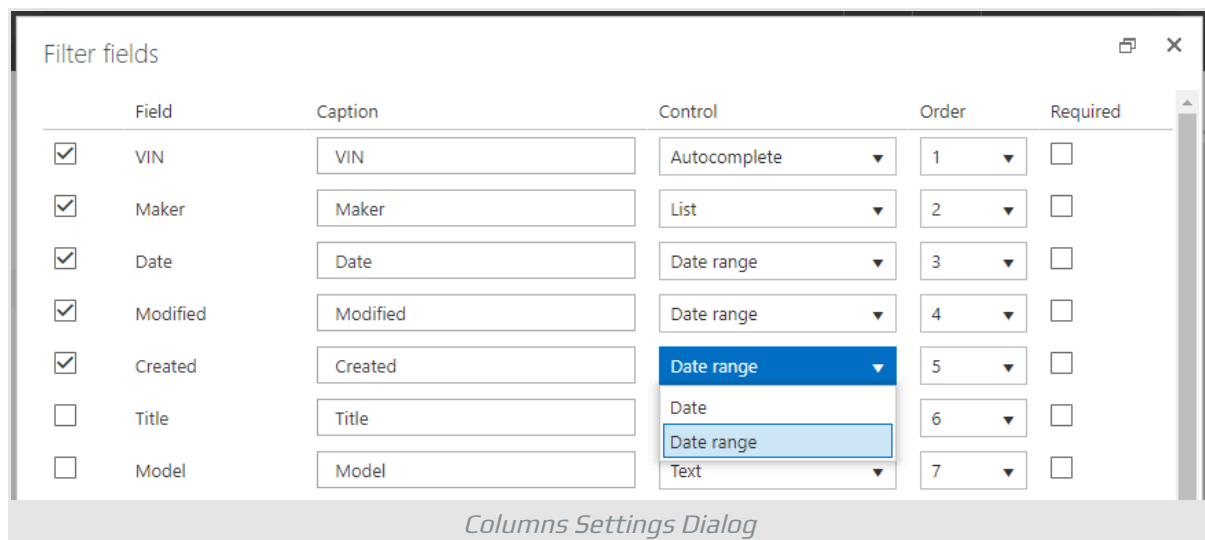 Filter fields
Field Caption Control Order Required
VIN VIN Autocomplete 1
Maker Maker List 2
Date Date Date range 3
Modified Modified Date range 4
Created Created Date range 5
Title Title Date 6
Date range
Model Model Text 7
Columns Settings Dialog